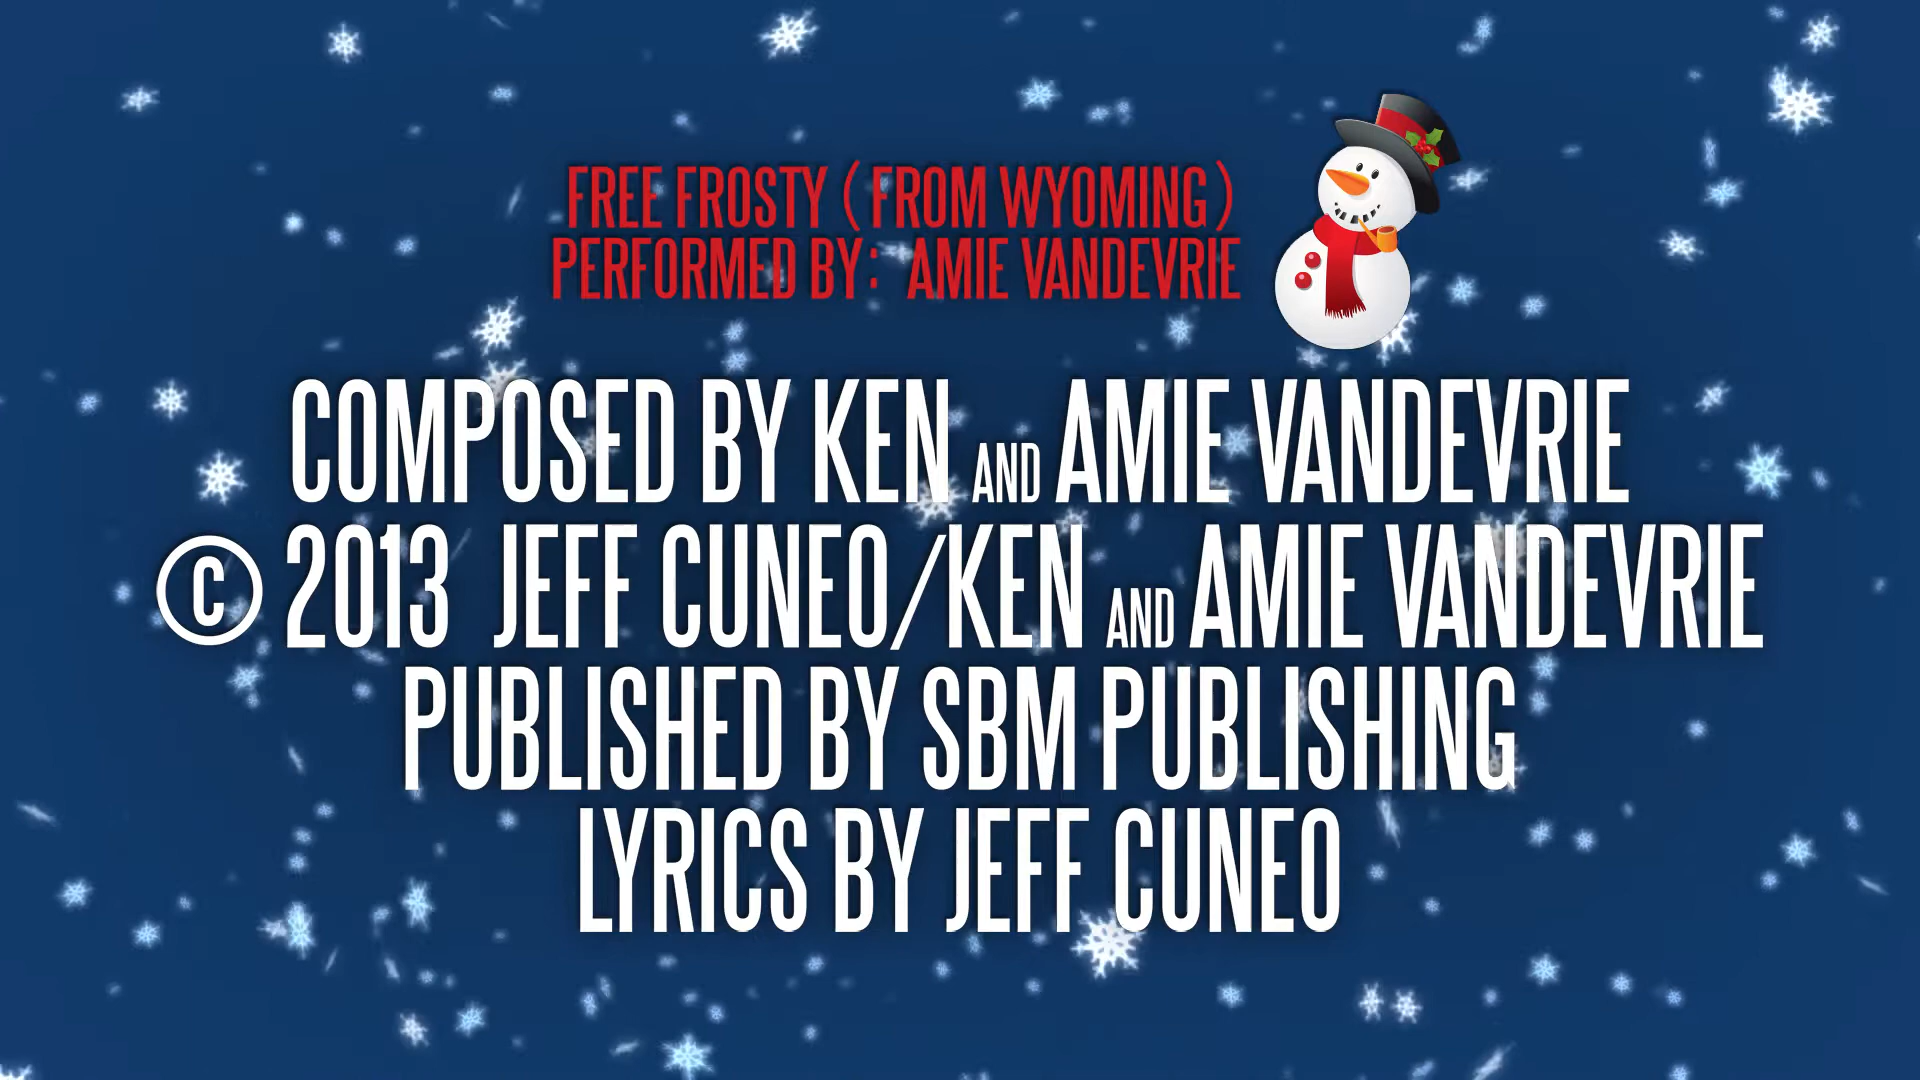 FREE FROSTY (FROM WYOMING)
PERFORMED BY: AMIE VANDEVRIE
COMPOSED BY KEN AND AMIE VANDEVRIE
© 2013 JEFF CUNEO/KEN AND AMIE VANDEVRIE
PUBLISHED BY SBM PUBLISHING
LYRICS BY JEFF CUNEO